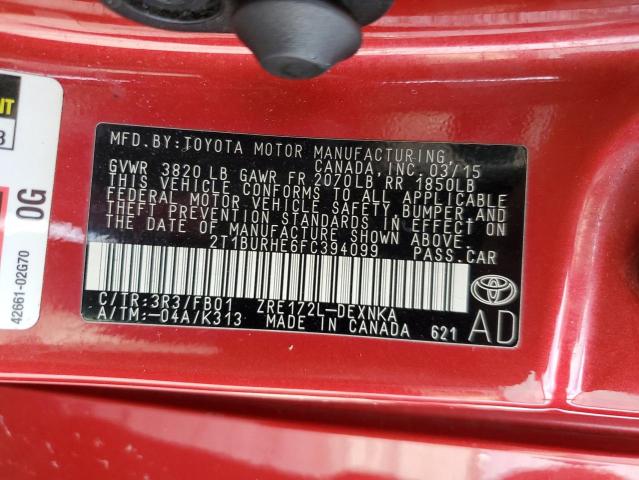 MFD.BY:TOYOTA MOTOR MANUFACTURING,
CANADA,INC.03/15
GVWR 3820 LB GAWR FR 2070LB RR 1850LB
THIS VEHICLE CONFORMS TO ALL APPLICABLE
FEDERAL MOTOR VEHICLE SAFETY,BUMPER,AND
THEFT PREVENTION STANDARDS IN EFFECT ON
THE DATE OF MANUFACTURE SHOWN ABOVE.
2T1BURHE6FC394099 PASS.CAR
C/TR:3R3/FB01 ZRE172L-DEXNKA
A/TM:-04A/K313 MADE IN CANADA 621
AD
42661-02G70
0G